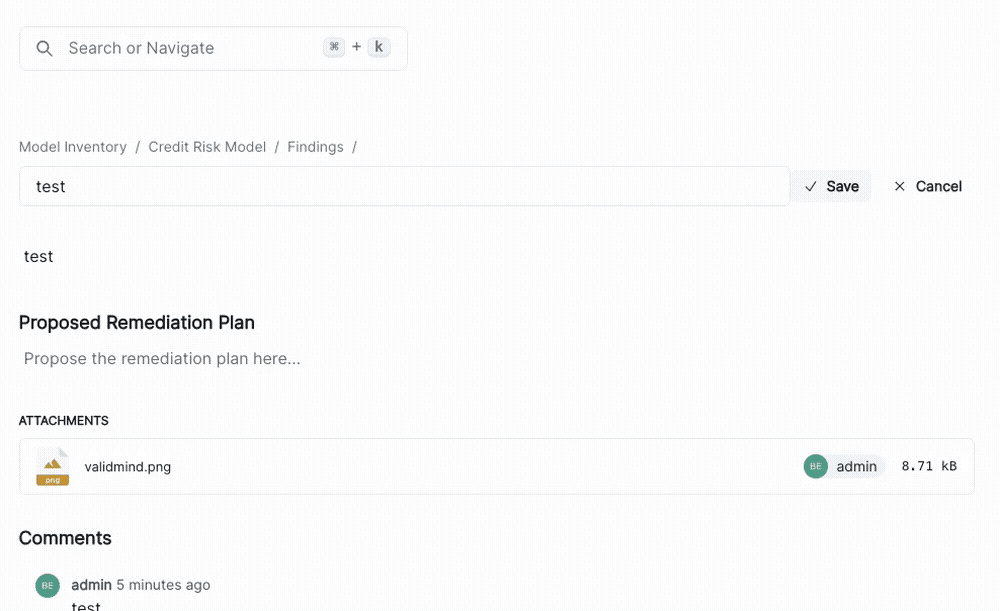 Search or Navigate ⌘ + k
Model Inventory / Credit Risk Model / Findings /
test Save Cancel
test
Proposed Remediation Plan
Propose the remediation plan here...
ATTACHMENTS
png validmind.png BE admin 8.71 kB
Comments
BE admin 5 minutes ago
test